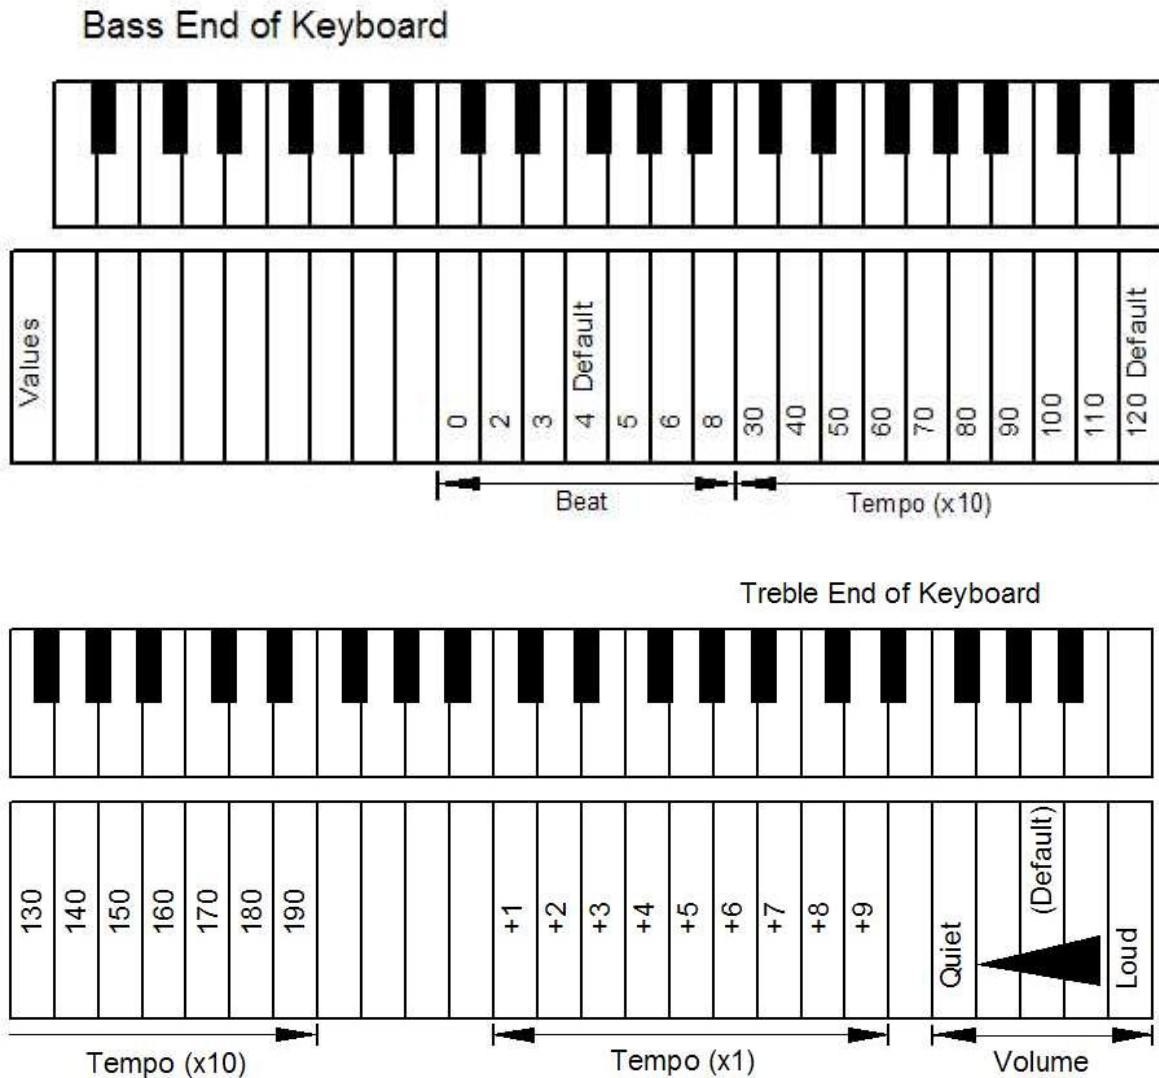 Bass End of Keyboard
Values
0
2
3
4 Default
5
6
8
30
40
50
60
70
80
90
100
110
120 Default
Beat
Tempo (x10)
Treble End of Keyboard
130
140
150
160
170
180
190
+1
+2
+3
+4
+5
+6
+7
+8
+9
Quiet
(Default)
Loud
Tempo (x10)
Tempo (x1)
Volume